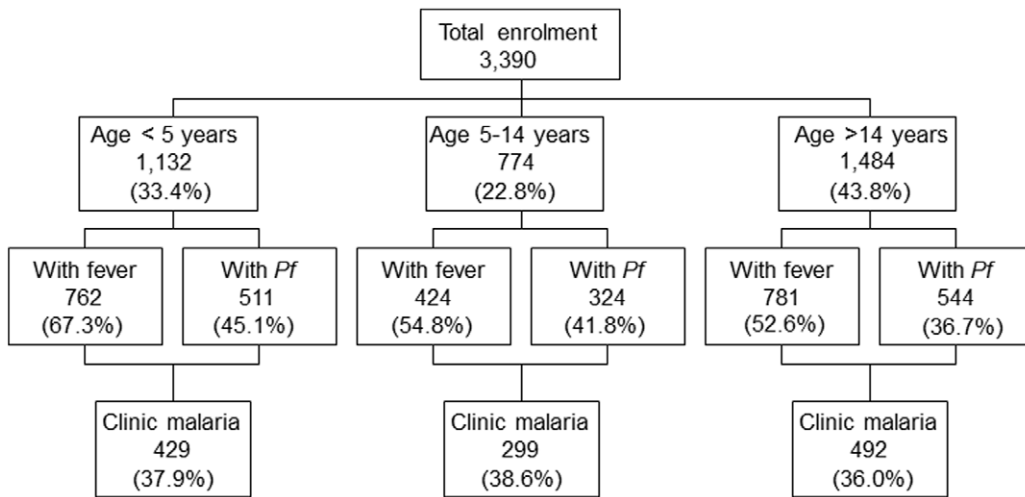 Total enrolment
3,390
Age < 5 years
1,132
(33.4%)
Age 5-14 years
774
(22.8%)
Age >14 years
1,484
(43.8%)
With fever
762
(67.3%)
With Pf
511
(45.1%)
With fever
424
(54.8%)
With Pf
324
(41.8%)
With fever
781
(52.6%)
With Pf
544
(36.7%)
Clinic malaria
429
(37.9%)
Clinic malaria
299
(38.6%)
Clinic malaria
492
(36.0%)